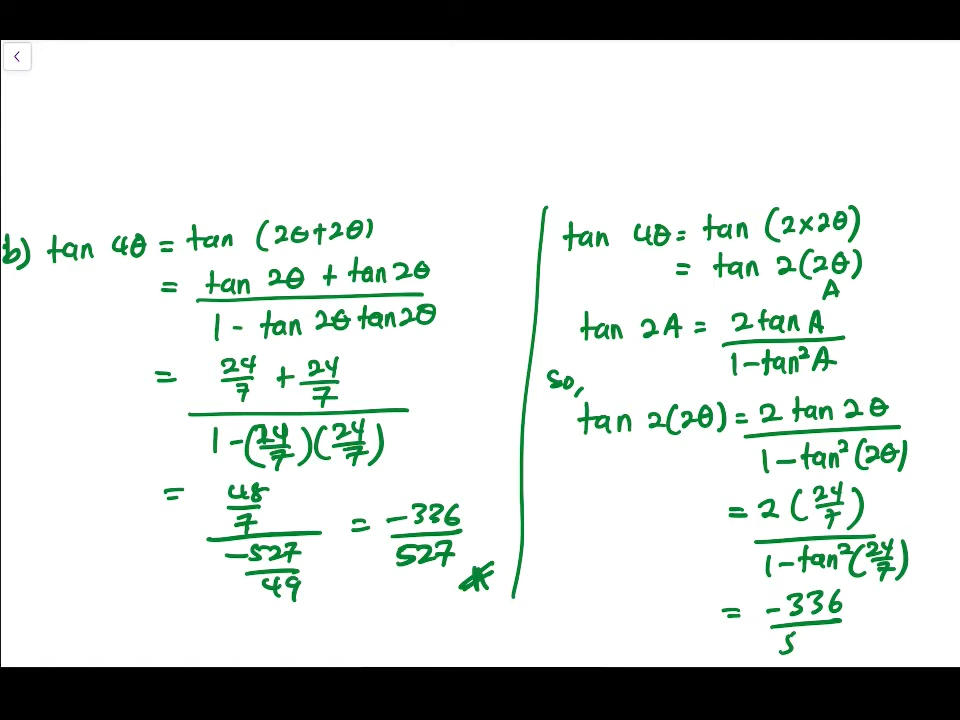 b) tan 4θ = tan (2θ+2θ)
= tan 2θ + tan 2θ / 1 - tan 2θ tan 2θ
= 24/7 + 24/7 / 1 - (24/7)(24/7)
= 48/7 / -527/49 = -336/527 *
tan 4θ = tan (2×2θ)
= tan 2(2θ)
A
tan 2A = 2 tan A / 1 - tan² A
so,
tan 2(2θ) = 2 tan 2θ / 1 - tan² (2θ)
= 2 (24/7) / 1 - tan² (24/7)
= -336 / 5